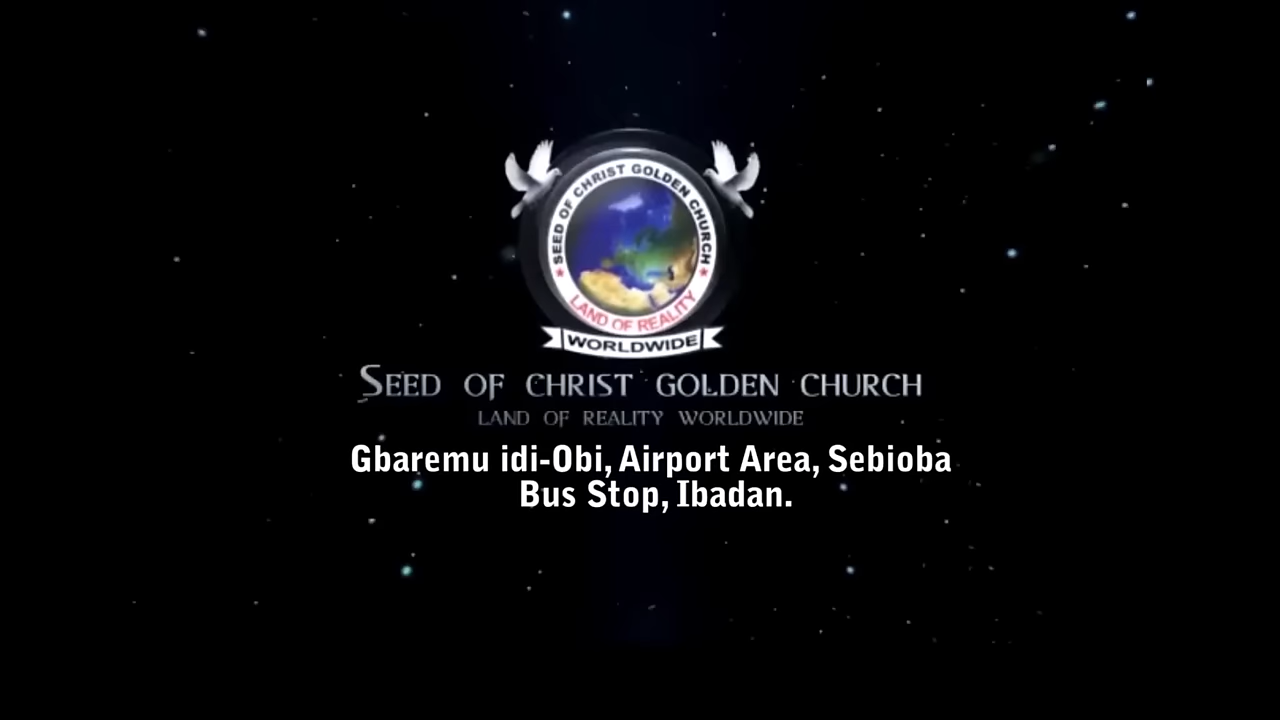 SEED OF CHRIST GOLDEN CHURCH
LAND OF REALITY
WORLDWIDE
SEED OF CHRIST GOLDEN CHURCH
LAND OF REALITY WORLDWIDE
Gbaremu idi-Obi, Airport Area, Sebioba
Bus Stop, Ibadan.